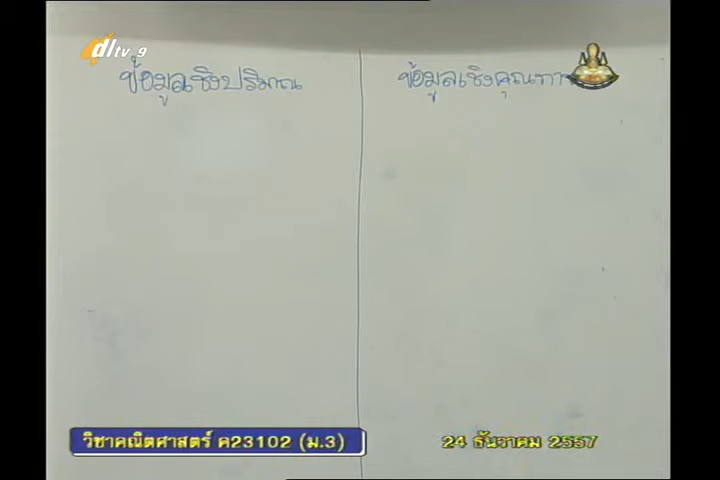 dltv 9
ข้อมูลเชิงปริมาณ
ข้อมูลเชิงคุณภา
วิชาคณิตศาสตร์ ค23102 (ม.3)
24 ธันวาคม 2557